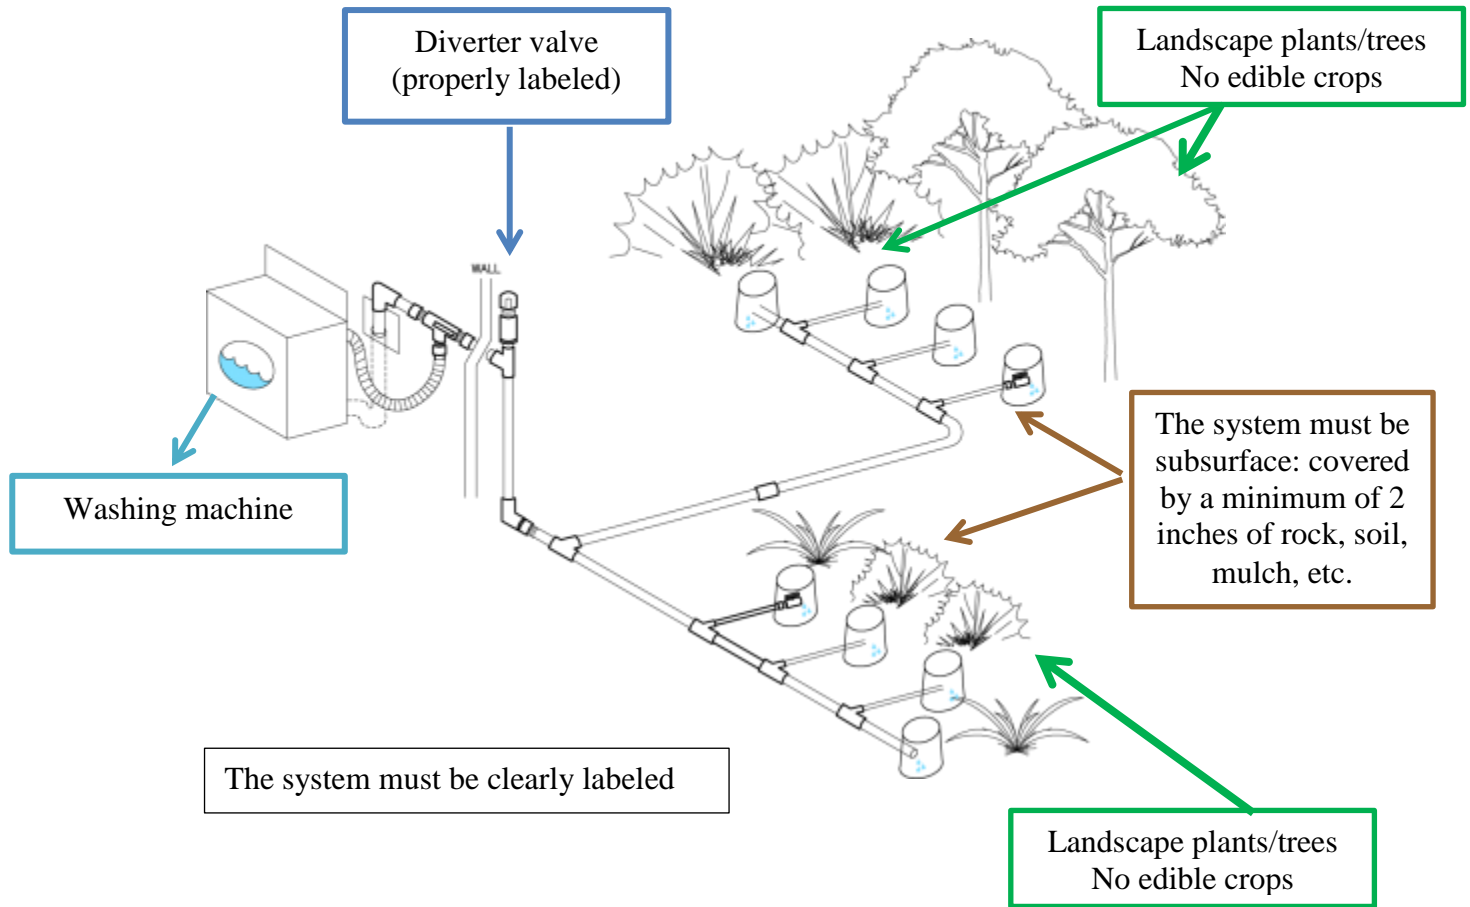 Diverter valve
(properly labeled)
Landscape plants/trees
No edible crops
WALL
Washing machine
The system must be
subsurface: covered
by a minimum of 2
inches of rock, soil,
mulch, etc.
The system must be clearly labeled
Landscape plants/trees
No edible crops